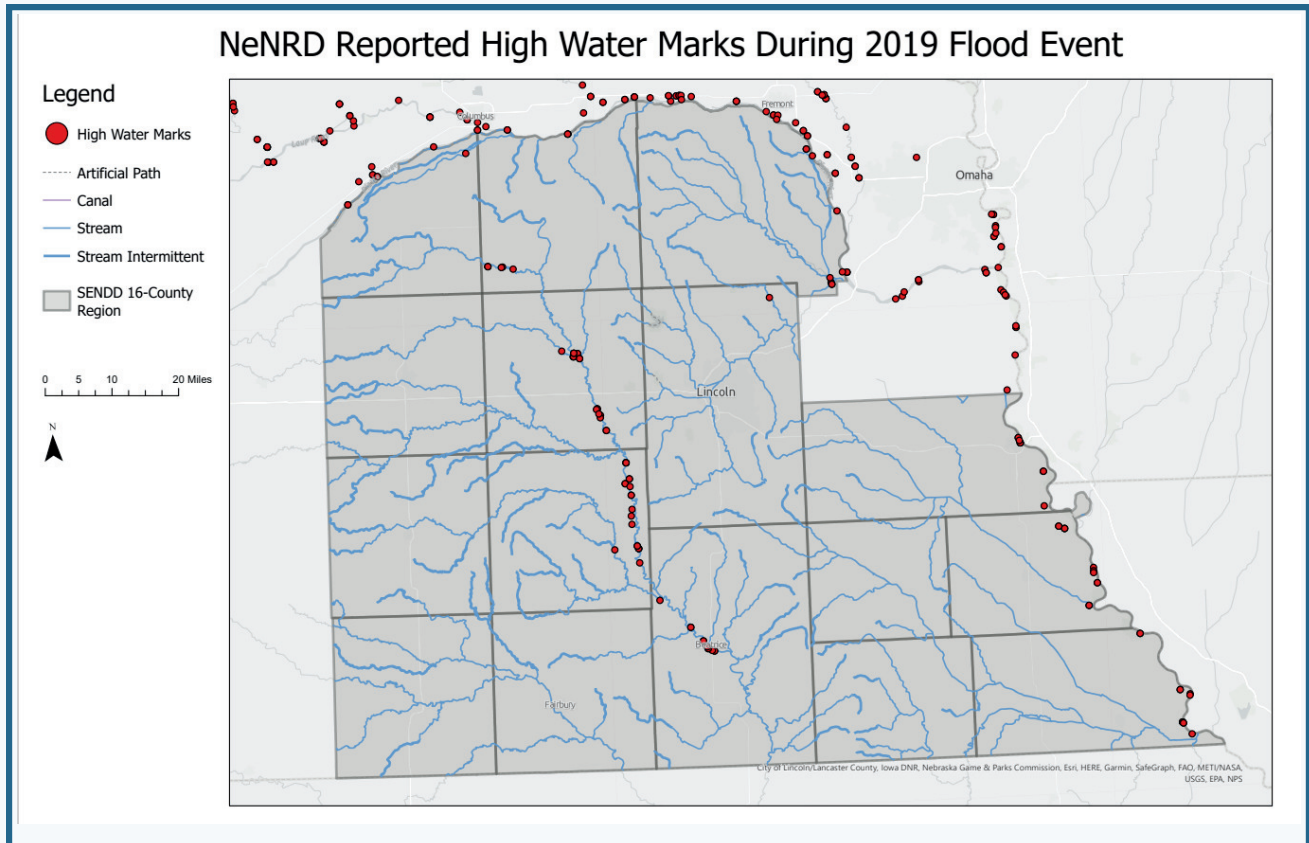 NeNRD Reported High Water Marks During 2019 Flood Event
Legend
High Water Marks
Artificial Path
Canal
Stream
Stream Intermittent
SENDD 16-County
Region
0 5 10 20 Miles
N
Columbus
Fremont
Omaha
Lincoln
Beatrice
Fairbury
City of Lincoln/Lancaster County, Iowa DNR, Nebraska Game & Parks Commission, Esri, HERE, Garmin, SafeGraph, FAO, METI/NASA,
USGS, EPA, NPS